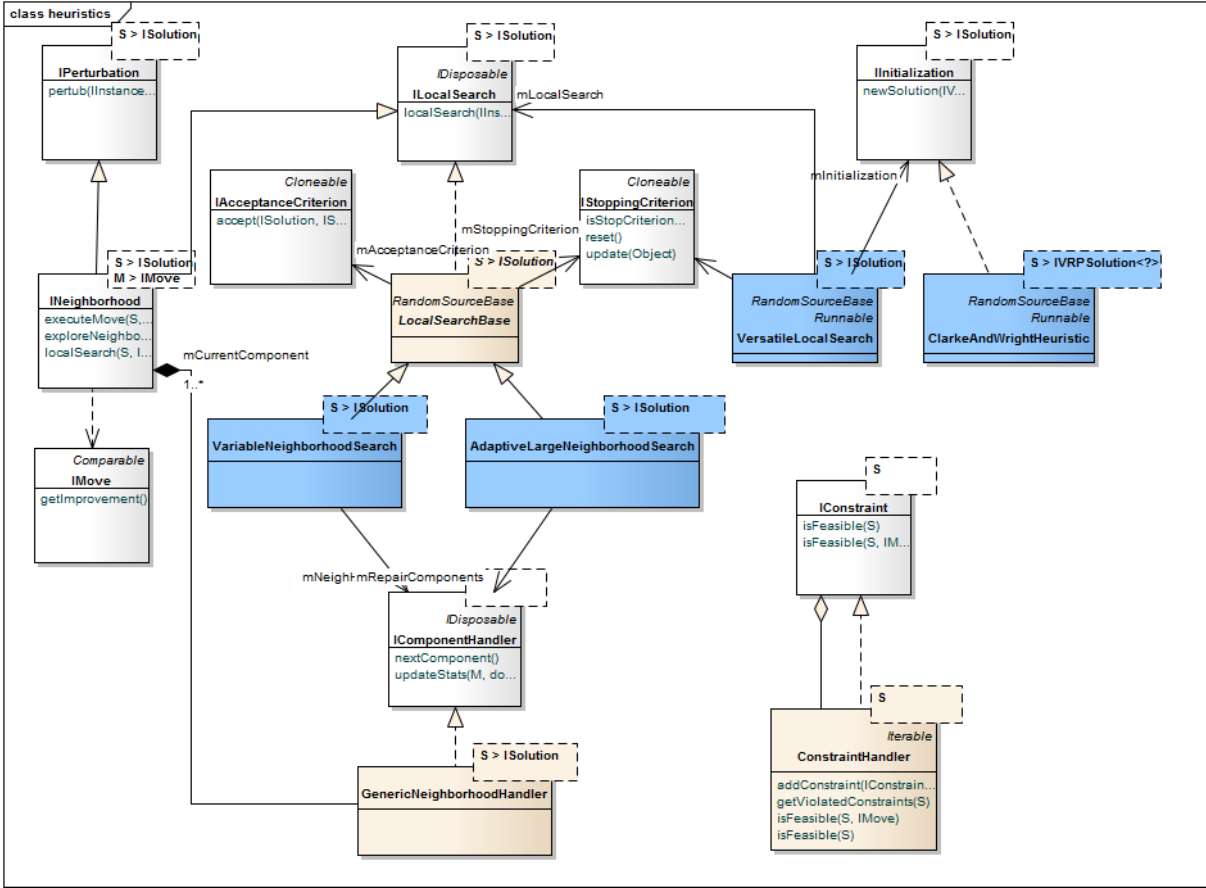 class heuristics
S > ISolution
IPerturbation
pertub(IInstance...
S > ISolution
IDisposable
ILocalSearch
localSearch(IIns...
mLocalSearch
S > ISolution
IInitialization
newSolution(IV...
mInitialization
Cloneable
IAcceptanceCriterion
accept(ISolution, IS...
mAcceptanceCriterion
Cloneable
IStoppingCriterion
isStopCriterion...
reset()
update(Object)
mStoppingCriterion
S > ISolution
M > IMove
INeighborhood
executeMove(S,...
exploreNeighbo...
localSearch(S, I...
mCurrentComponent
1..*
S > ISolution
RandomSourceBase
LocalSearchBase
S > ISolution
RandomSourceBase
Runnable
VersatileLocalSearch
S > IVRPSolution<?>
RandomSourceBase
Runnable
ClarkeAndWrightHeuristic
S > ISolution
VariableNeighborhoodSearch
S > ISolution
AdaptiveLargeNeighborhoodSearch
Comparable
IMove
getImprovement()
S
IConstraint
isFeasible(S)
isFeasible(S, IM...
mRepairComponents
IDisposable
IComponentHandler
nextComponent()
updateStats(M, do...
S > ISolution
GenericNeighborhoodHandler
S
Iterable
ConstraintHandler
addConstraint(IConstrain...
getViolatedConstraints(S)
isFeasible(S, IMove)
isFeasible(S)